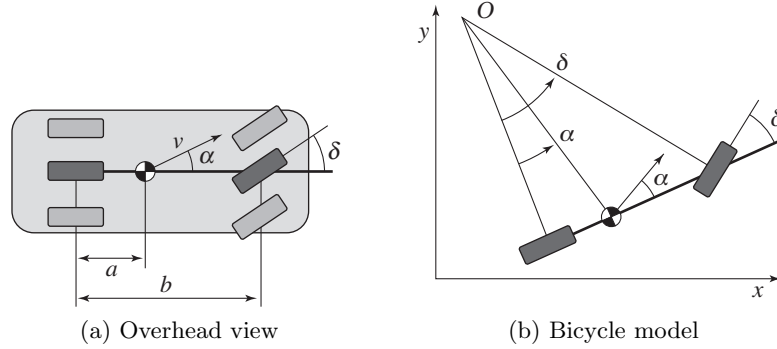 v
α
δ
a
b
(a) Overhead view
y
O
δ
α
α
δ
x
(b) Bicycle model